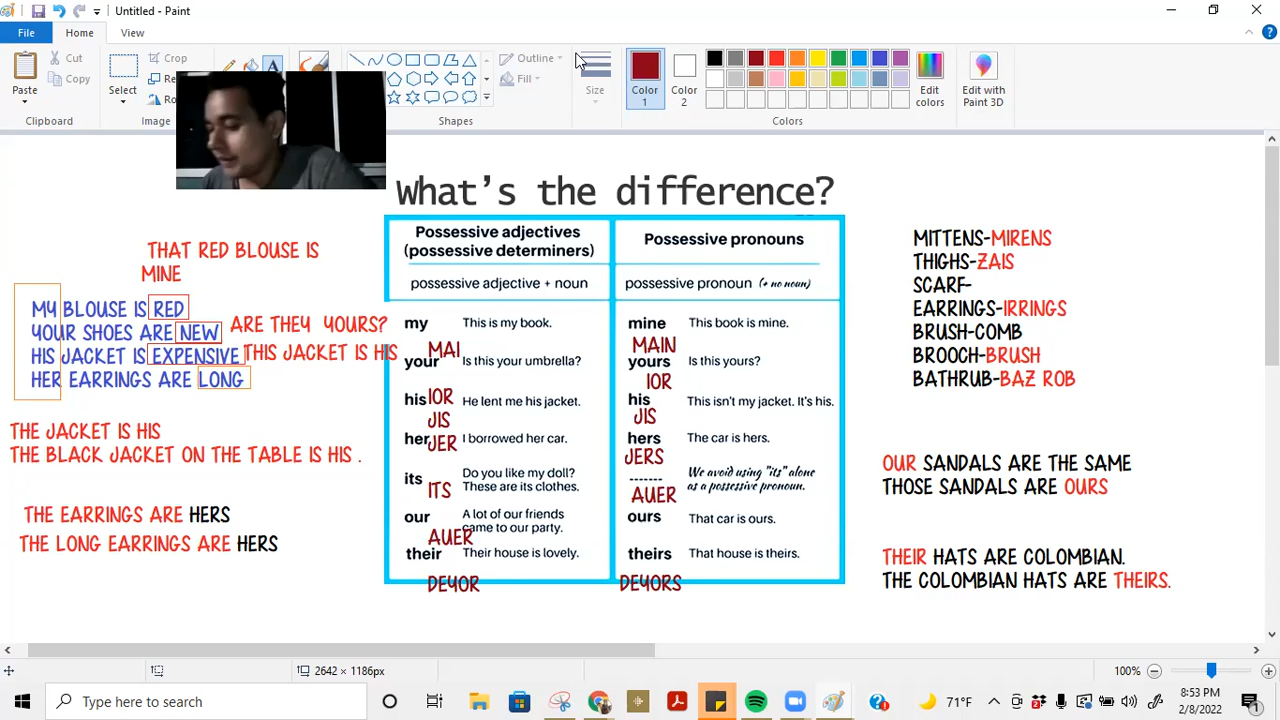 Untitled - Paint
File
Home
View
Paste
Cut
Copy
Clipboard
Select
Crop
Image
Outline
Fill
Shapes
Size
Color 1
Color 2
Edit colors
Colors
Edit with Paint 3D
What's the difference?
THAT RED BLOUSE IS
MINE
MY BLOUSE IS RED
YOUR SHOES ARE NEW
HIS JACKET IS EXPENSIVE
HER EARRINGS ARE LONG
ARE THEY YOURS?
THIS JACKET IS HIS
THE JACKET IS HIS
THE BLACK JACKET ON THE TABLE IS HIS .
THE EARRINGS ARE HERS
THE LONG EARRINGS ARE HERS
Possessive adjectives
(possessive determiners)
possessive adjective + noun
my This is my book.
MAI
your Is this your umbrella?
IOR
his He lent me his jacket.
JIS
her I borrowed her car.
JER
its Do you like my doll?
These are its clothes.
ITS
our A lot of our friends
came to our party.
AUER
their Their house is lovely.
DEYOR
Possessive pronouns
possessive pronoun (+ no noun)
mine This book is mine.
MAIN
yours Is this yours?
IOR
his This isn't my jacket. It's his.
JIS
hers The car is hers.
JERS
------- We avoid using "its" alone
as a possessive pronoun.
AUER
ours That car is ours.
theirs That house is theirs.
DEYORS
MITTENS-MIRENS
THIGHS-ZAIS
SCARF-
EARRINGS-IRRINGS
BRUSH-COMB
BROOCH-BRUSH
BATHRUB-BAZ ROB
OUR SANDALS ARE THE SAME
THOSE SANDALS ARE OURS
THEIR HATS ARE COLOMBIAN.
THE COLOMBIAN HATS ARE THEIRS.
2642 × 1186px
100%
Type here to search
71°F
8:53 PM
2/8/2022